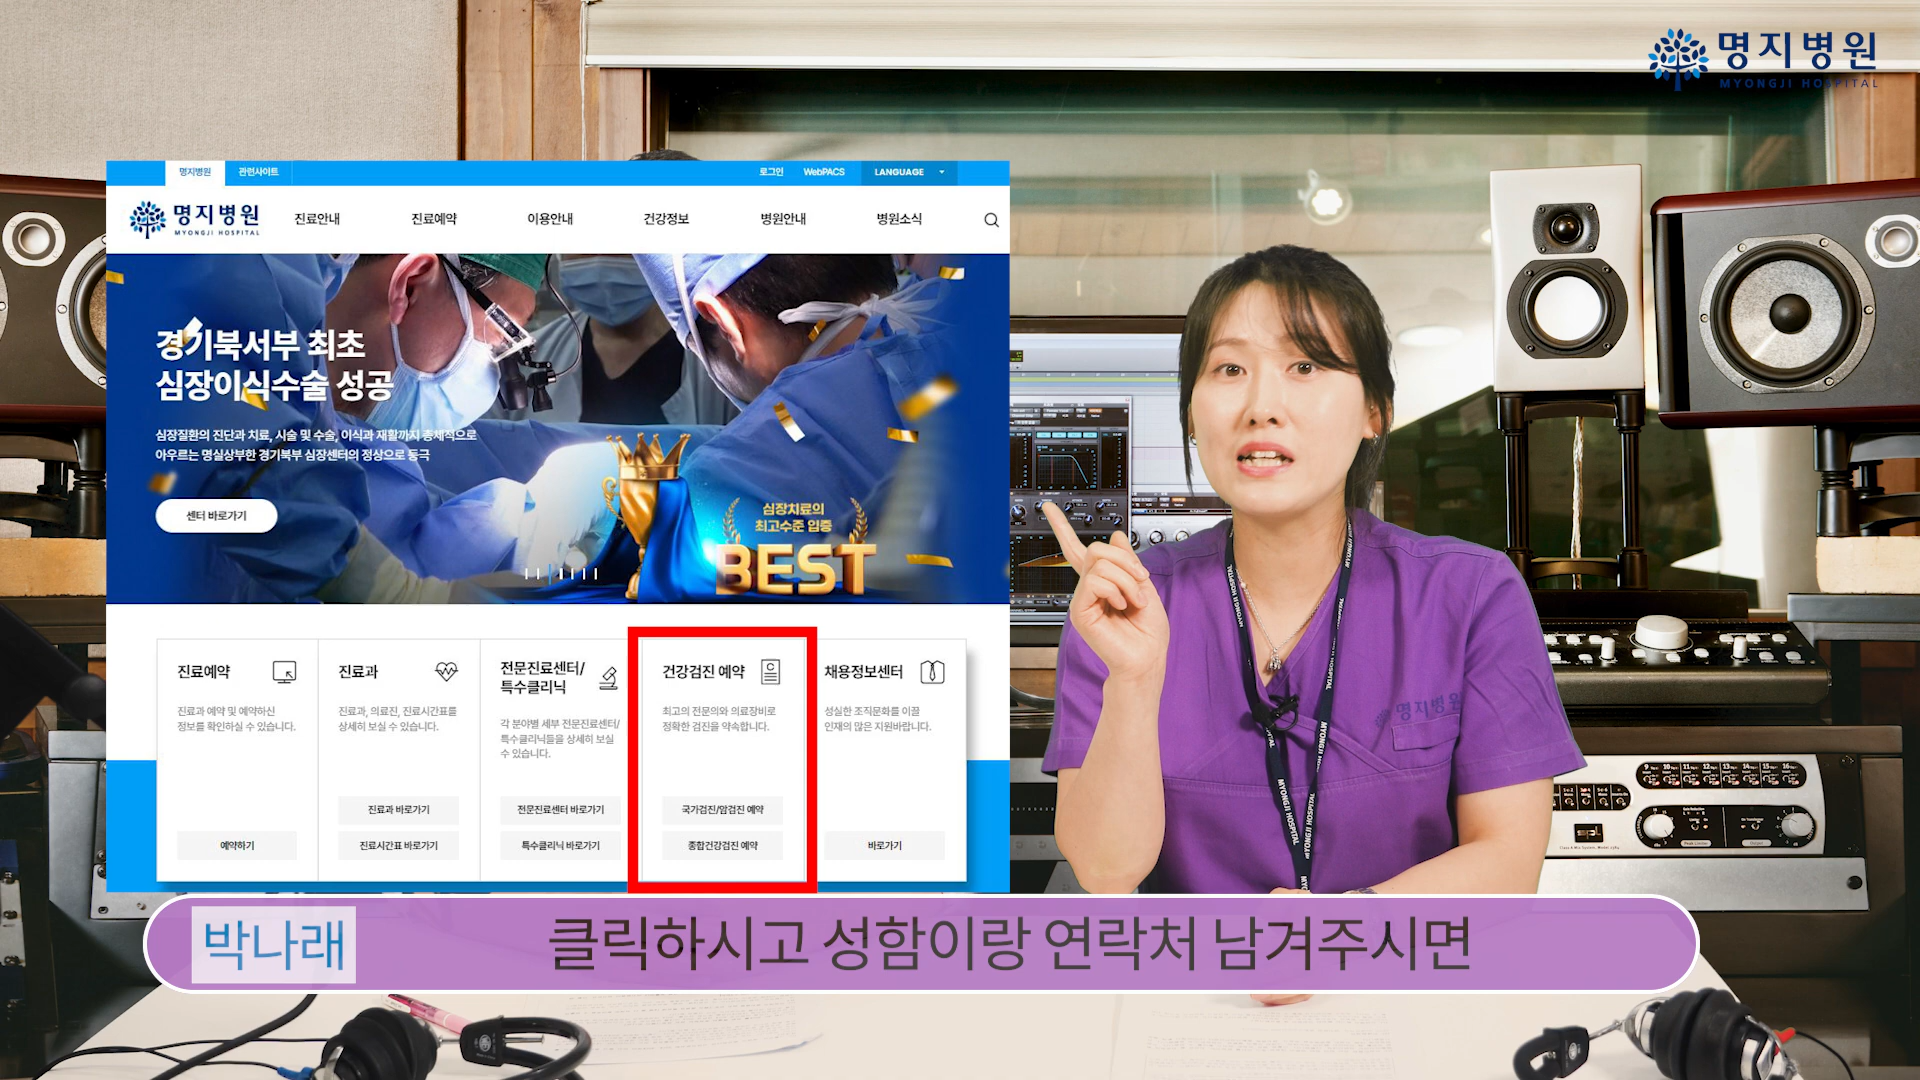 명지병원
MYONGJI HOSPITAL
명지병원
관련사이트
로그인
WebPACS
LANGUAGE
명지병원
MYONGJI HOSPITAL
진료안내
진료예약
이용안내
건강정보
병원안내
병원소식
경기북서부 최초
심장이식수술 성공
심장질환의 진단과 치료, 시술 및 수술, 이식과 재활까지 총체적으로
아우르는 명실상부한 경기북부 심장센터의 정상으로 등극
센터 바로가기
심장치료의
최고수준 입증
BEST
진료예약
진료과 예약 및 예약하신
정보를 확인하실 수 있습니다.
예약하기
진료과
진료과, 의료진, 진료시간표를
상세히 보실 수 있습니다.
진료과 바로가기
진료시간표 바로가기
전문진료센터/
특수클리닉
각 분야별 세부 전문진료센터/
특수클리닉들을 상세히 보실
수 있습니다.
전문진료센터 바로가기
특수클리닉 바로가기
건강검진 예약
최고의 전문의와 의료장비로
정확한 검진을 약속합니다.
국가검진/암검진 예약
종합건강검진 예약
채용정보센터
성실한 조직문화를 이끌
인재의 많은 지원바랍니다.
바로가기
명지병원
MYONGJI HOSPITAL
MYONGJI HOSPITAL
MYONGJI HOSPITAL
spl
박나래
클릭하시고 성함이랑 연락처 남겨주시면